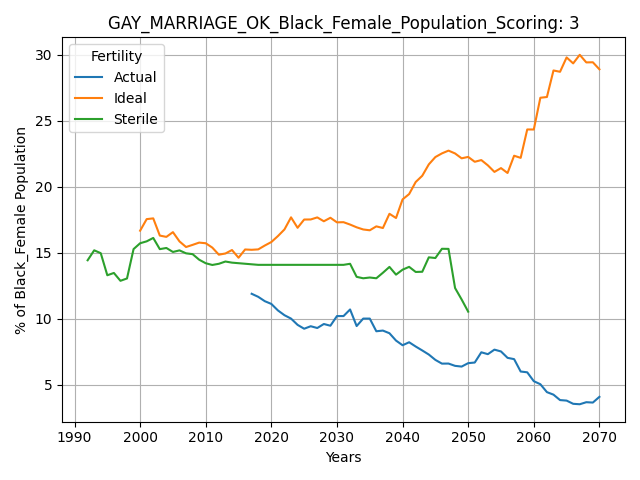 GAY_MARRIAGE_OK_Black_Female_Population_Scoring: 3
% of Black_Female Population
30
25
20
15
10
5
Fertility
Actual
Ideal
Sterile
1990 2000 2010 2020 2030 2040 2050 2060 2070
Years